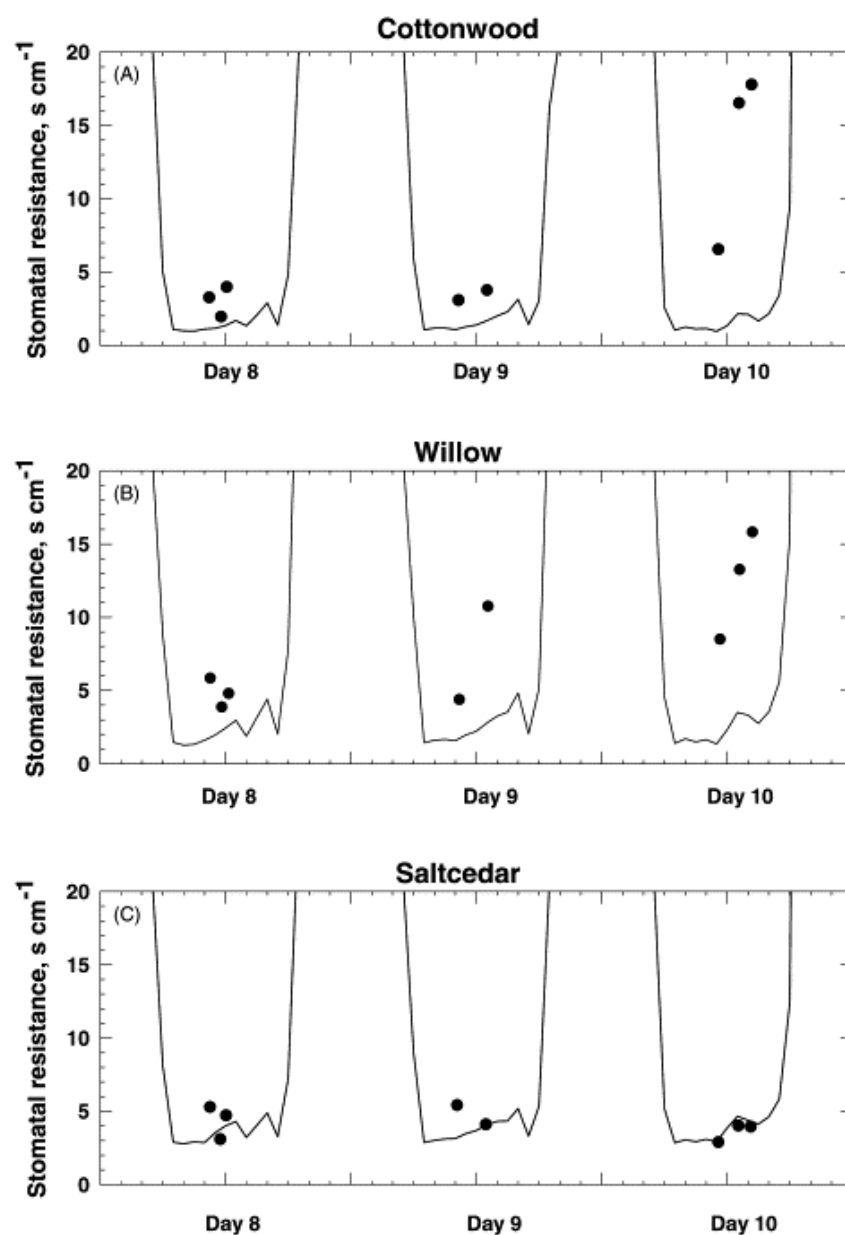 Cottonwood
(A)
Stomatal resistance, s cm⁻¹
20
15
10
5
0
Day 8 Day 9 Day 10
Willow
(B)
Stomatal resistance, s cm⁻¹
20
15
10
5
0
Day 8 Day 9 Day 10
Saltcedar
(C)
Stomatal resistance, s cm⁻¹
20
15
10
5
0
Day 8 Day 9 Day 10